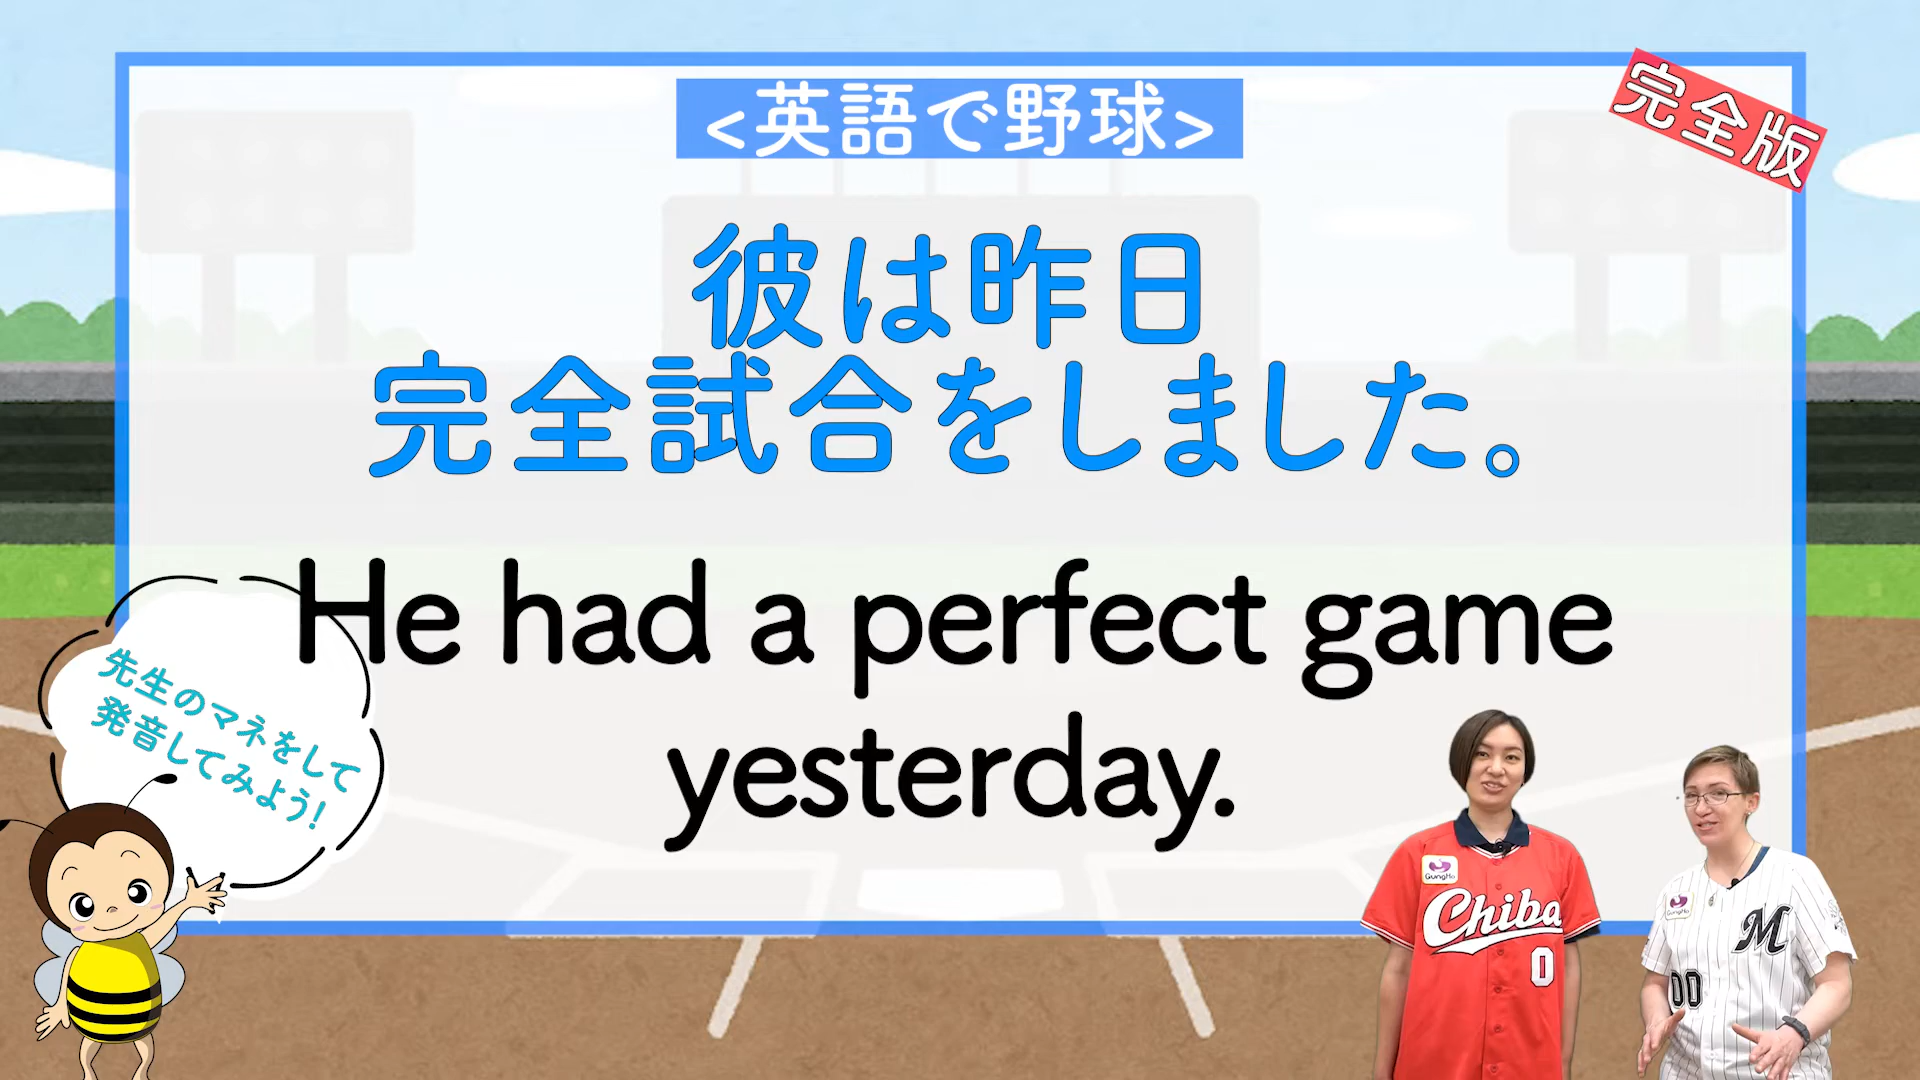 <英語で野球>
完全版
彼は昨日
完全試合をしました。
He had a perfect game
yesterday.
先生のマネをして
発音してみよう!
GungHo
Chiba
0
GungHo
M
00